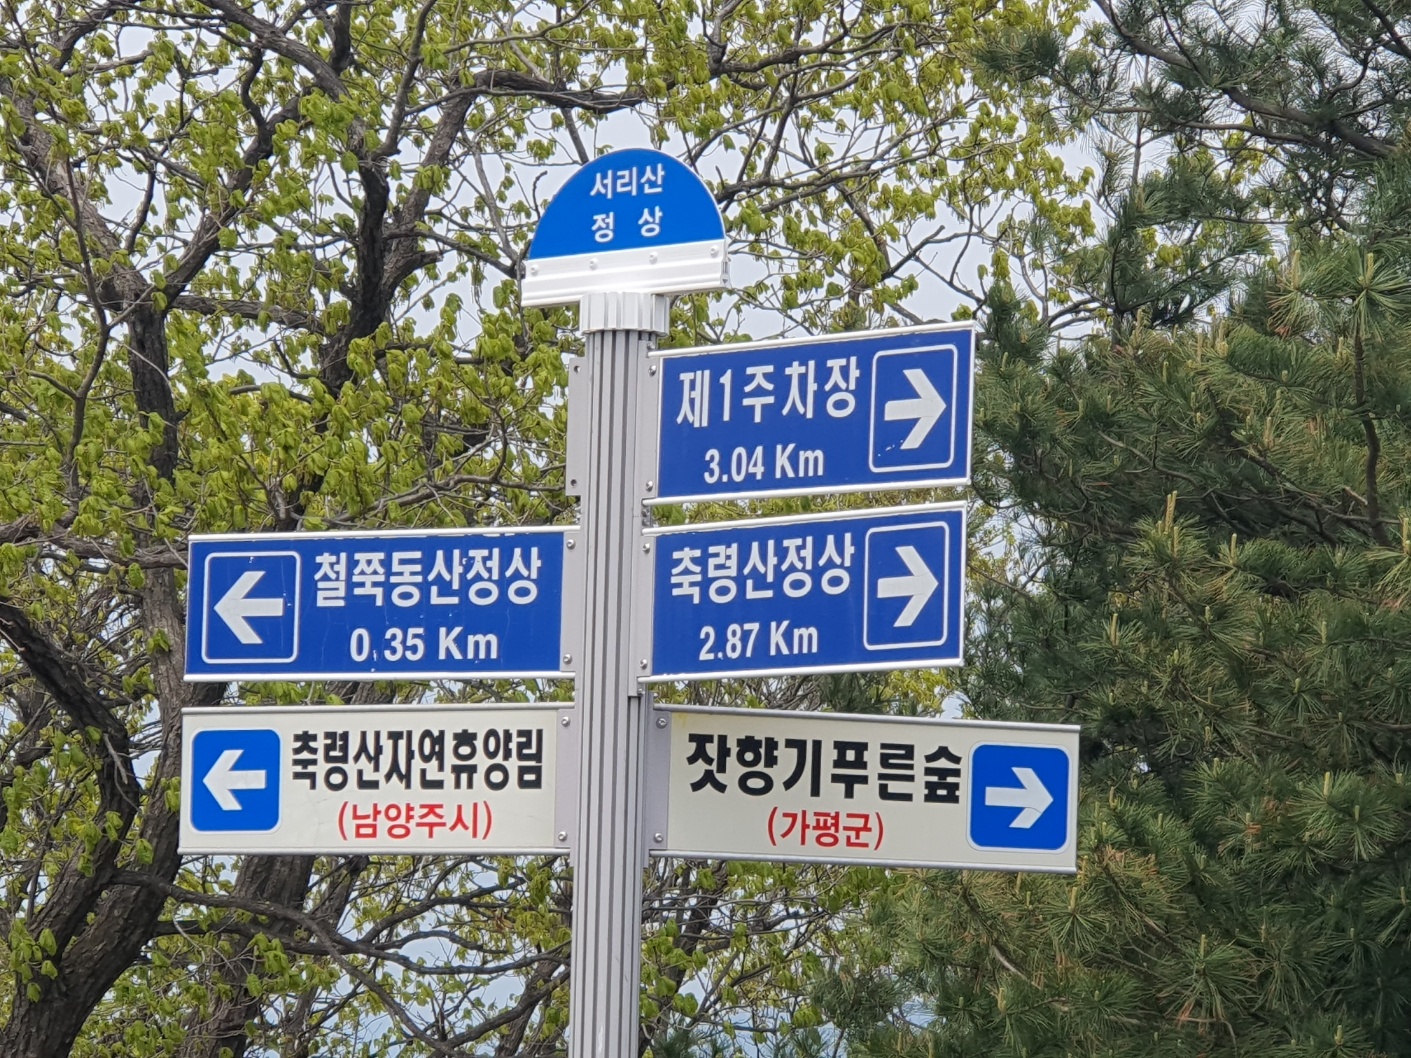 서리산
정 상
제1주차장
3.04 Km
철쭉동산정상
0.35 Km
축령산정상
2.87 Km
축령산자연휴양림
(남양주시)
잣향기푸른숲
(가평군)